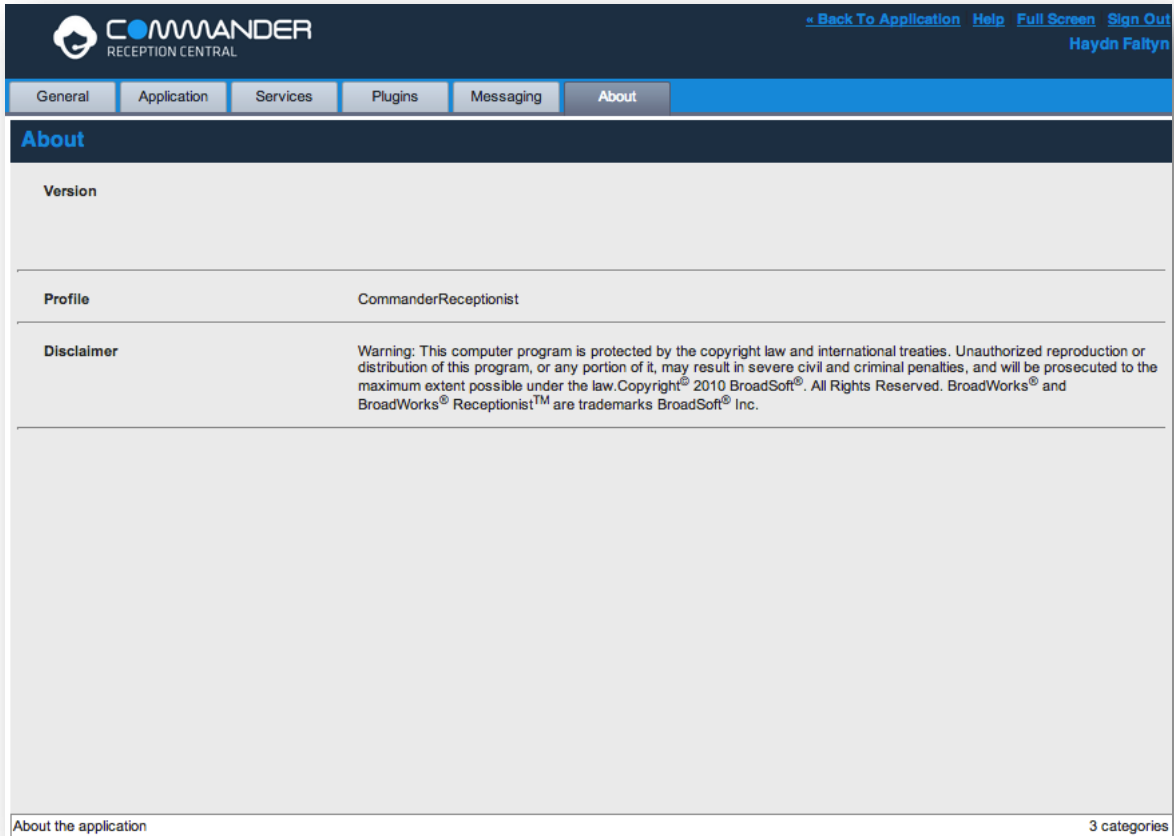 COMMANDER
RECEPTION CENTRAL
« Back To Application Help Full Screen Sign Out
Haydn Faltyn
General Application Services Plugins Messaging About
About
Version
Profile CommanderReceptionist
Disclaimer Warning: This computer program is protected by the copyright law and international treaties. Unauthorized reproduction or
distribution of this program, or any portion of it, may result in severe civil and criminal penalties, and will be prosecuted to the
maximum extent possible under the law.Copyright© 2010 BroadSoft®. All Rights Reserved. BroadWorks® and
BroadWorks® Receptionist™ are trademarks BroadSoft® Inc.
About the application 3 categories